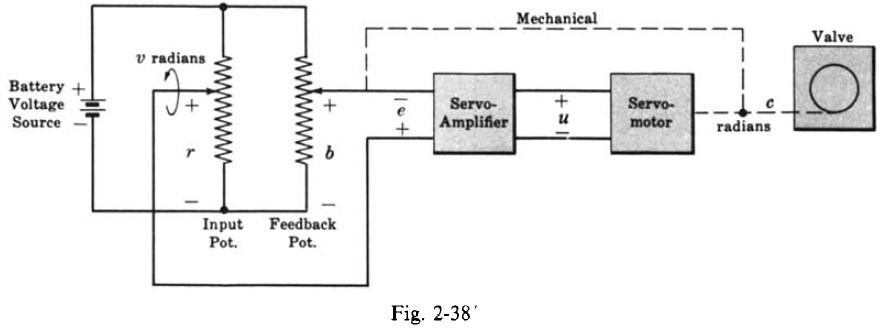 Mechanical
Valve
v radians
Battery +
Voltage
Source −
+
+
−
e
+
Servo-
Amplifier
+
u
−
Servo-
motor
c
radians
r
b
−
−
Input
Pot.
Feedback
Pot.
Fig. 2-38